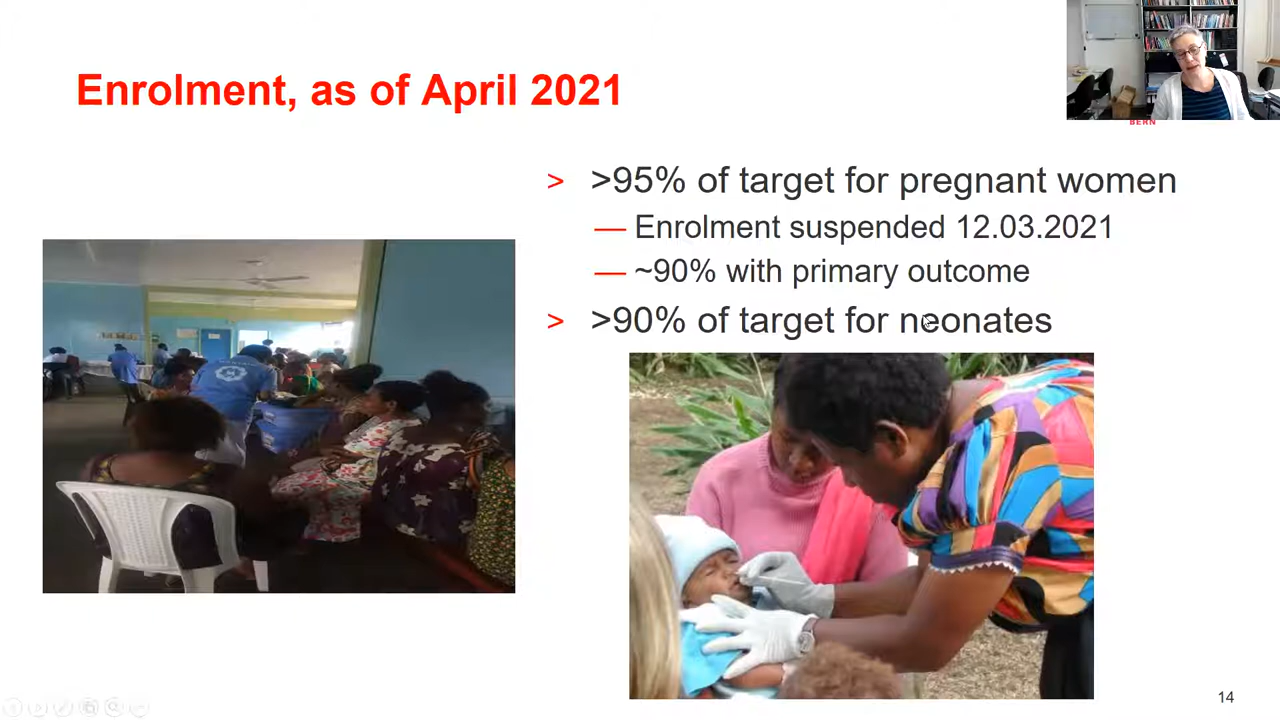 BERN
Enrolment, as of April 2021
> >95% of target for pregnant women
— Enrolment suspended 12.03.2021
— ~90% with primary outcome
> >90% of target for neonates
14